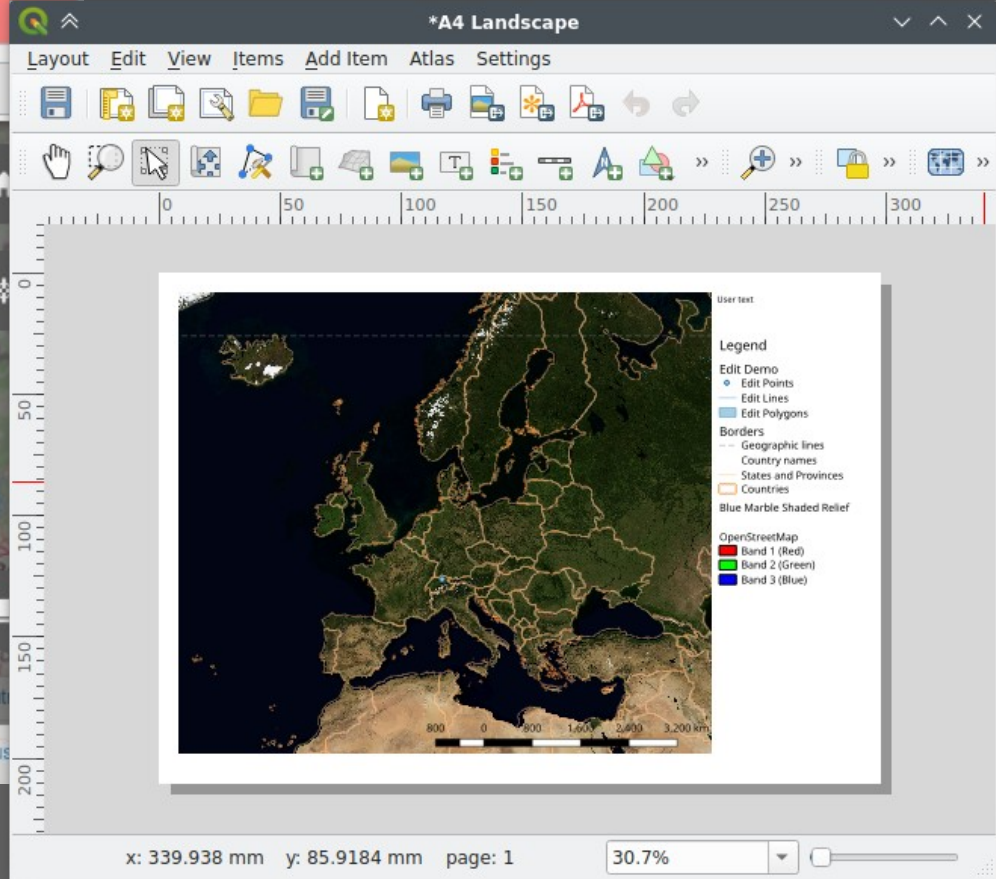 *A4 Landscape
Layout Edit View Items Add Item Atlas Settings
0 50 100 150 200 250 300
0
50
100
150
200
User text
Legend
Edit Demo
Edit Points
Edit Lines
Edit Polygons
Borders
Geographic lines
Country names
States and Provinces
Countries
Blue Marble Shaded Relief
OpenStreetMap
Band 1 (Red)
Band 2 (Green)
Band 3 (Blue)
800 0 800 1,600 2,400 3,200 km
x: 339.938 mm y: 85.9184 mm page: 1 30.7%